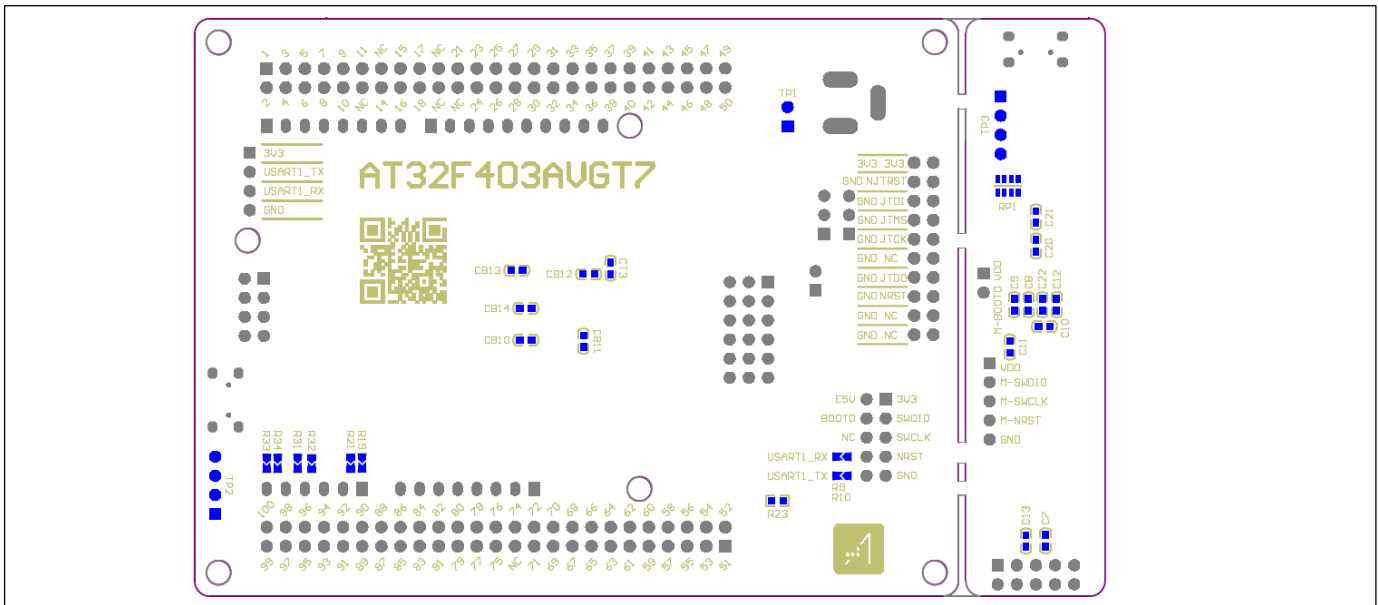 1 3 5 7 9 11 NC 15 17 NC 21 23 25 27 29 31 33 35 37 39 41 43 45 47 49
2 4 6 8 10 NC 14 16 18 NC NC 24 26 28 30 32 34 36 38 40 42 44 46 48 50
TP1
TP3
3V3
USART1_TX
USART1_RX
GND
AT32F403AVGT7
3V3 3V3
GND NJTRST
GND JTDI
GND JTMS
GND JTCK
GND NC
GND JTDO
GND NRST
GND NC
GND NC
RP1
C21
C20
CB13
CB12
CT3
CB14
CB10
CB11
M-BOOT0 VDD
C9
C8
C22
C12
C10
C11
VDD
M-SWDIO
M-SWCLK
M-NRST
GND
E5V 3V3
BOOT0 SWDIO
NC SWCLK
USART1_RX NRST
USART1_TX GND
R9
R10
R23
R33
R34
R31
R32
R21
R19
TP2
100 98 96 94 92 90 88 86 84 82 80 78 76 74 72 70 68 66 64 62 60 58 56 54 52
99 97 95 93 91 89 87 85 83 81 79 77 75 NC 71 69 67 65 63 61 59 57 55 53 51
C13
C7